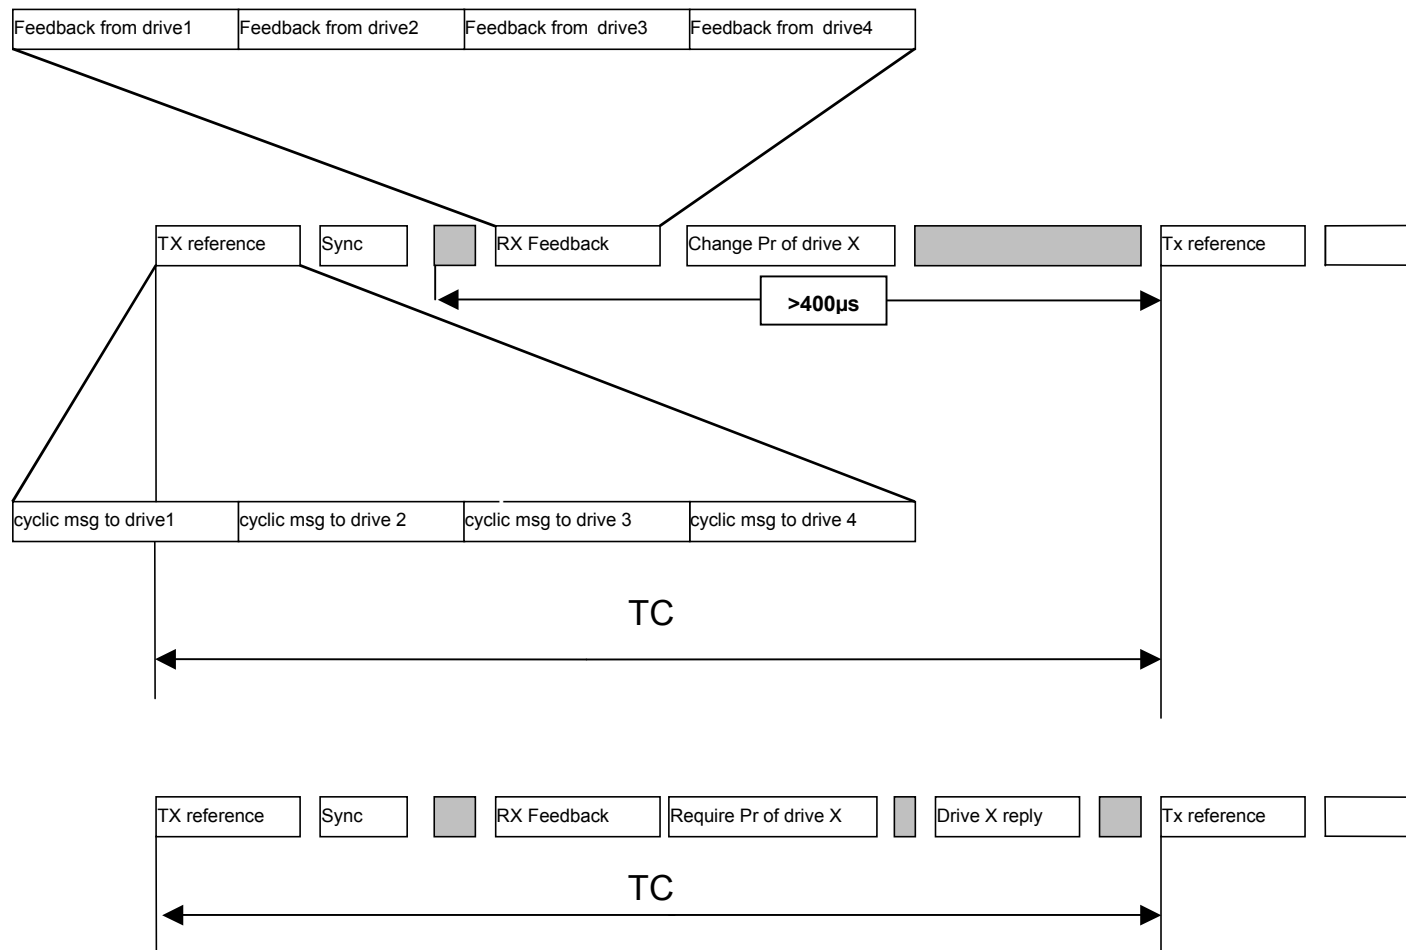 Feedback from drive1
Feedback from drive2
Feedback from  drive3
Feedback from  drive4
TX reference
Sync
RX Feedback
Change Pr of drive X
Tx reference
>400µs
cyclic msg to drive1
cyclic msg to drive 2
cyclic msg to drive 3
cyclic msg to drive 4
TC
TX reference
Sync
RX Feedback
Require Pr of drive X
Drive X reply
Tx reference
TC